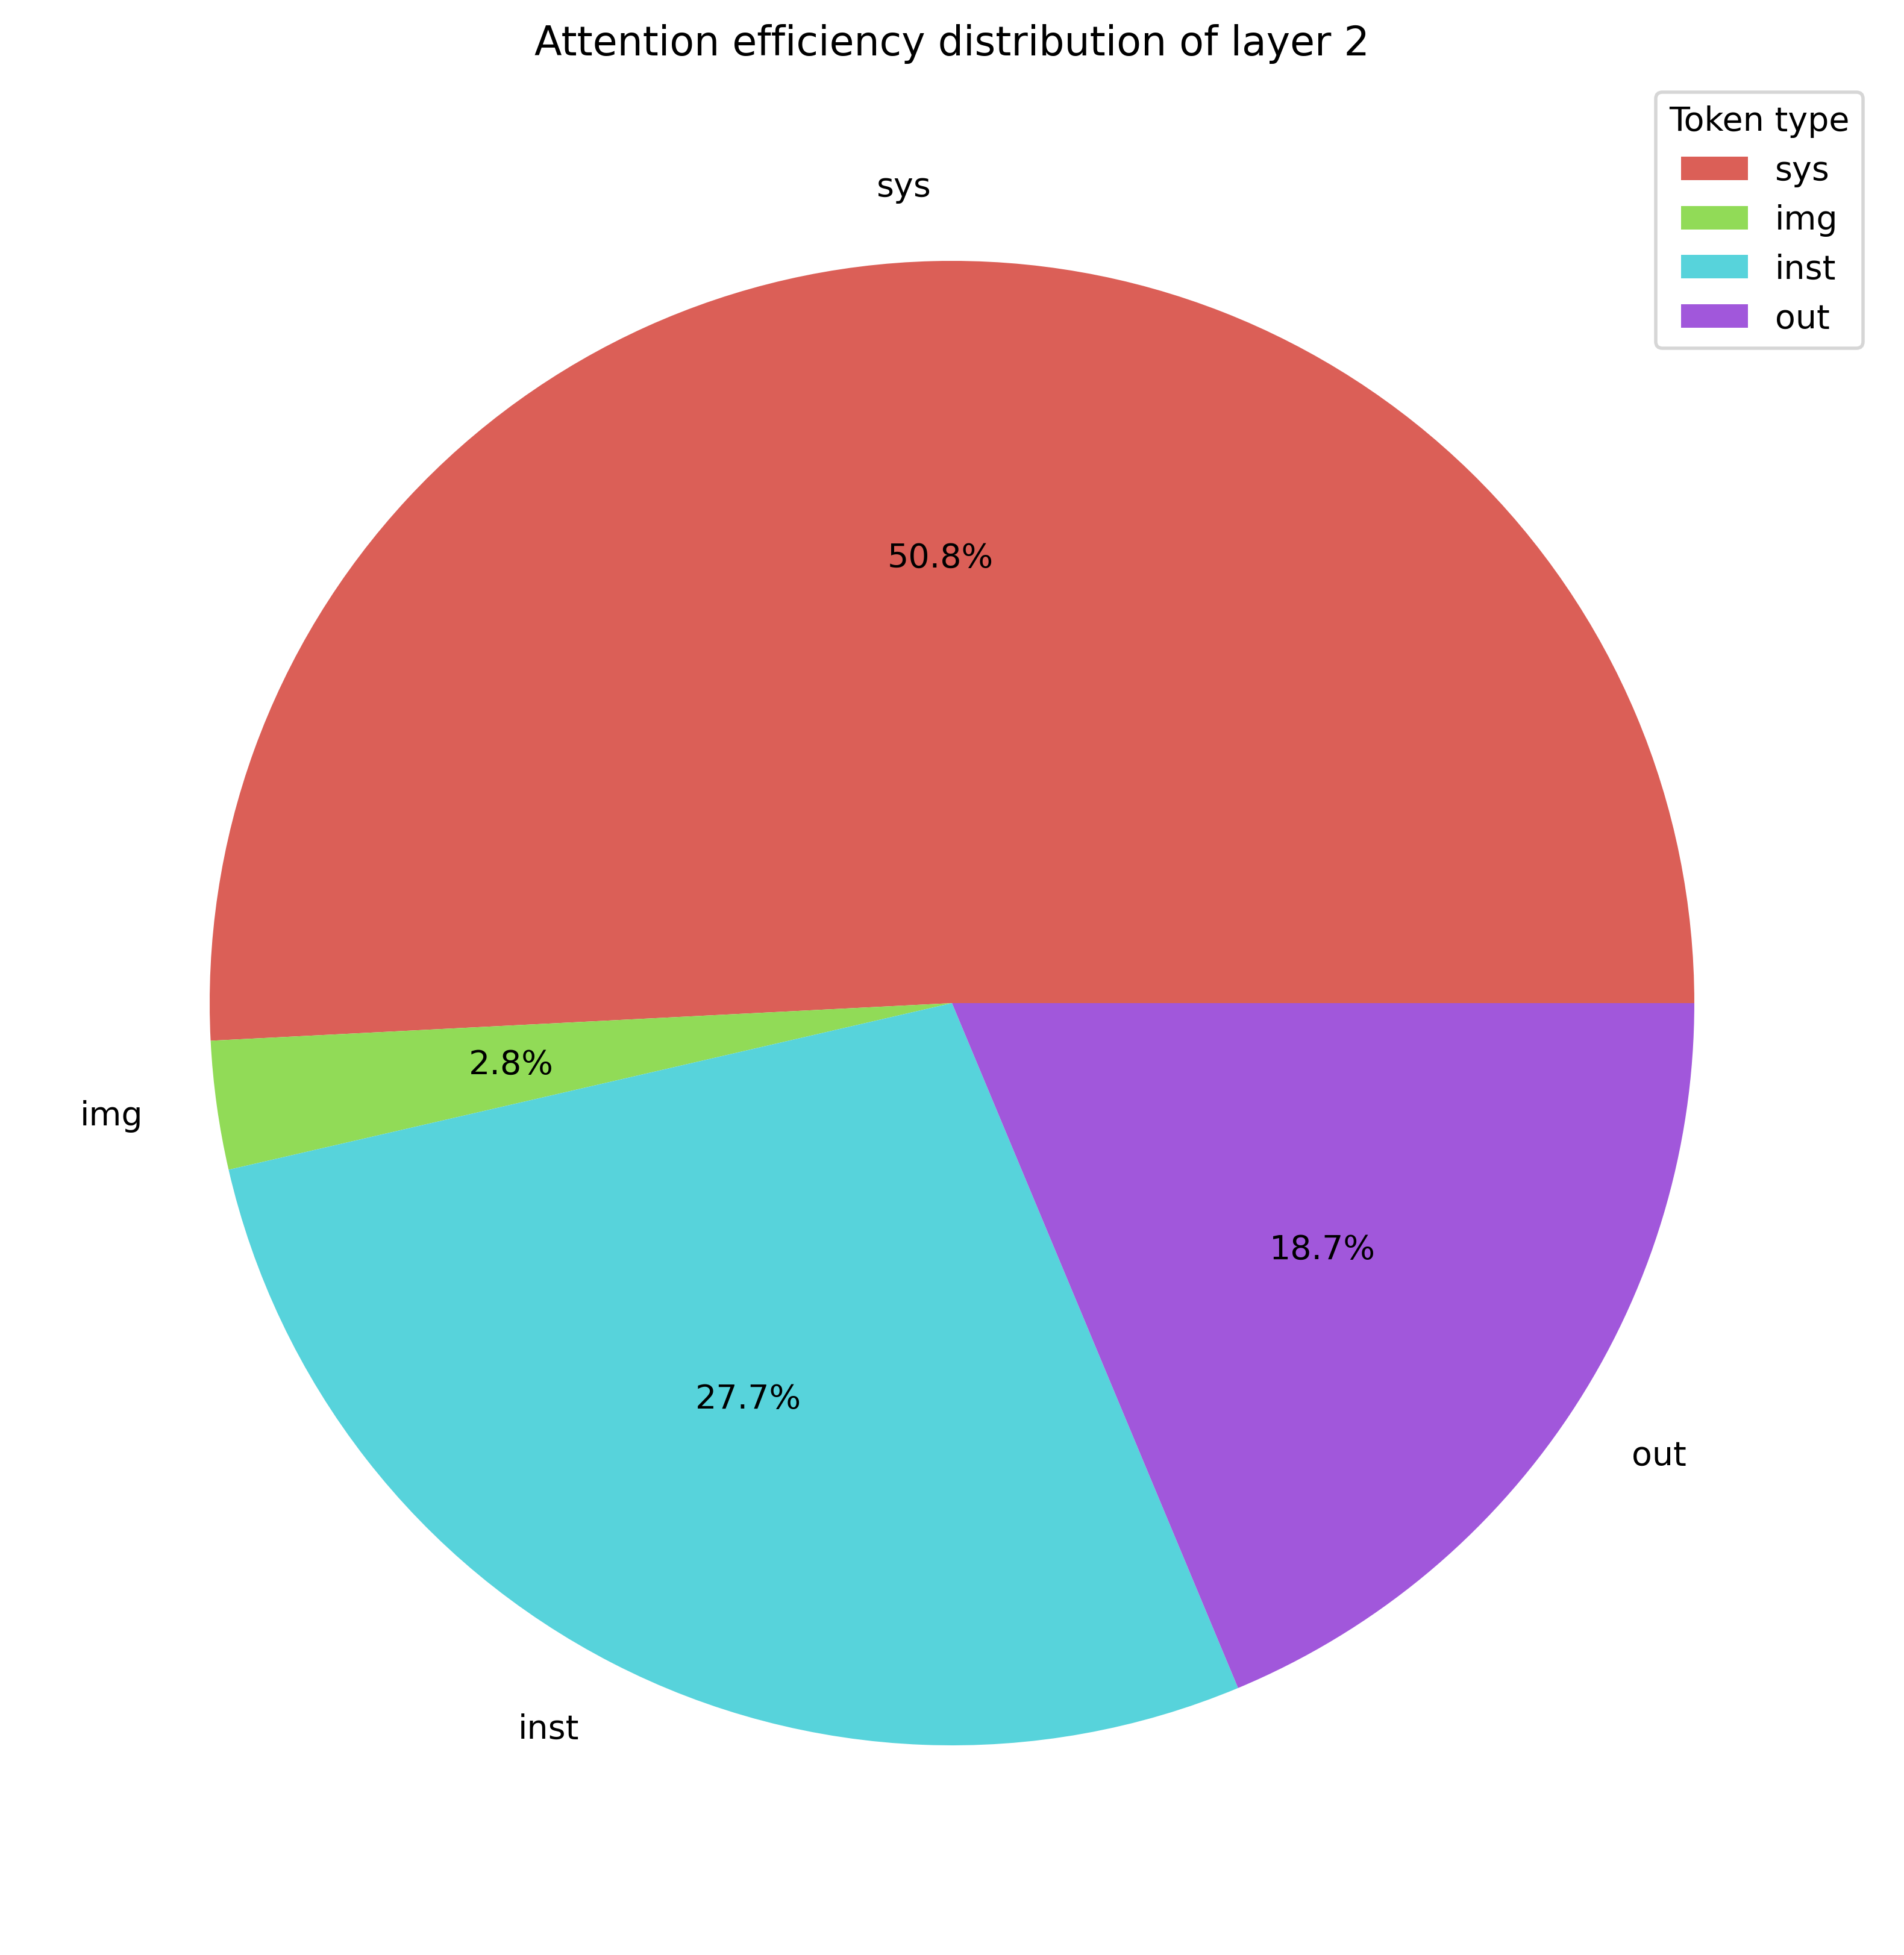 Attention efficiency distribution of layer 2
Token type
sys
img
inst
out
sys
50.8%
2.8%
img
18.7%
27.7%
out
inst